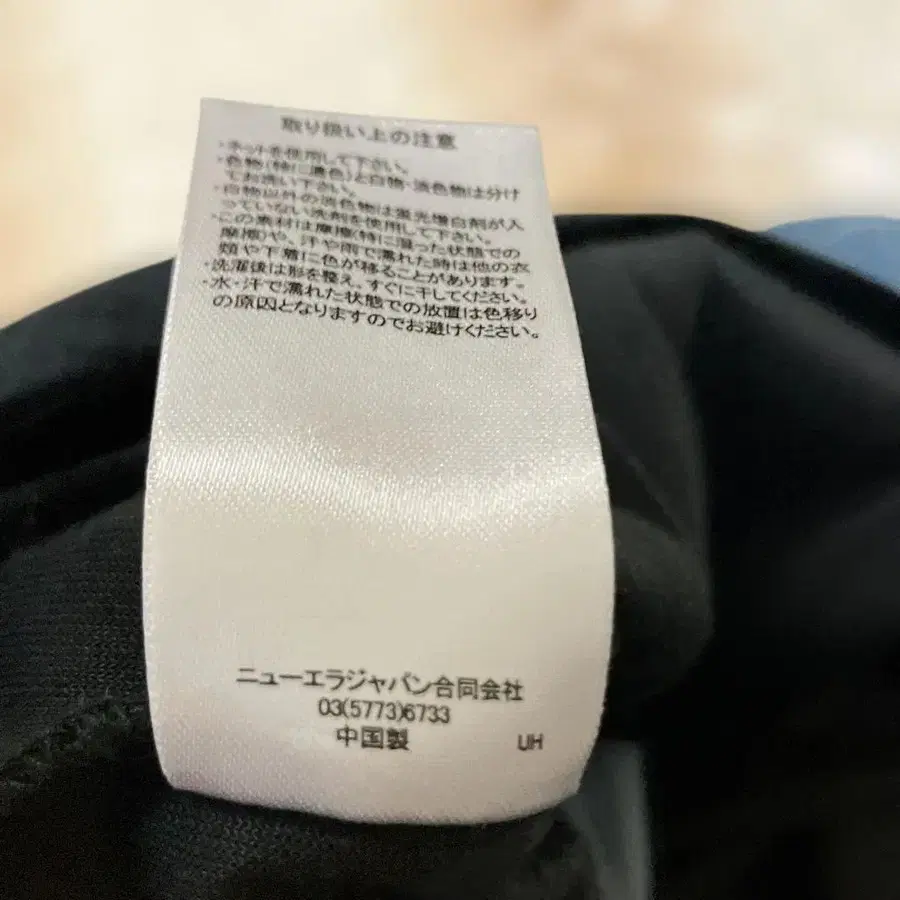 取り扱い上の注意
・ネットを使用して下さい。
・色物(特に濃色)と白物・淡色物は分け
てお洗い下さい。
・白物以外の淡色物は蛍光増白剤が入
っていない洗剤を使用して下さい。
・この素材は摩擦(特に湿った状態での
摩擦)や、汗や雨で濡れた時は他の衣
類や下着に色が移ることがあります。
・洗濯後は形を整え、すぐに干してください。
・水・汗で濡れた状態での放置は色移り
の原因となりますのでお避けください。
ニューエラジャパン合同会社
03(5773)6733
中国製
UH